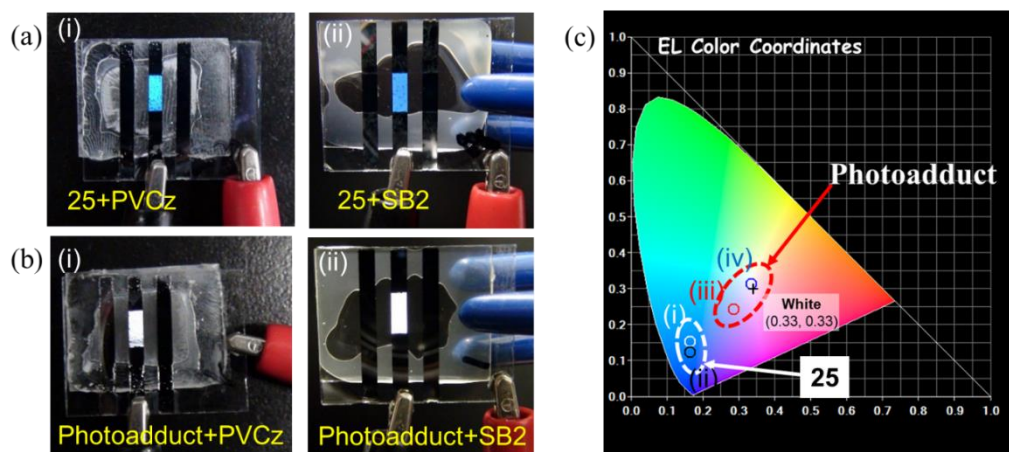 (a)
(i)
25+PVCz
(ii)
25+SB2
(b)
(i)
Photoadduct+PVCz
(ii)
Photoadduct+SB2
(c)
EL Color Coordinates
1.0
0.9
0.8
0.7
0.6
0.5
0.4
0.3
0.2
0.1
0.0
0.0 0.1 0.2 0.3 0.4 0.5 0.6 0.7 0.8 0.9 1.0
Photoadduct
(iv)
(iii)
White
(0.33, 0.33)
(i)
25
(ii)